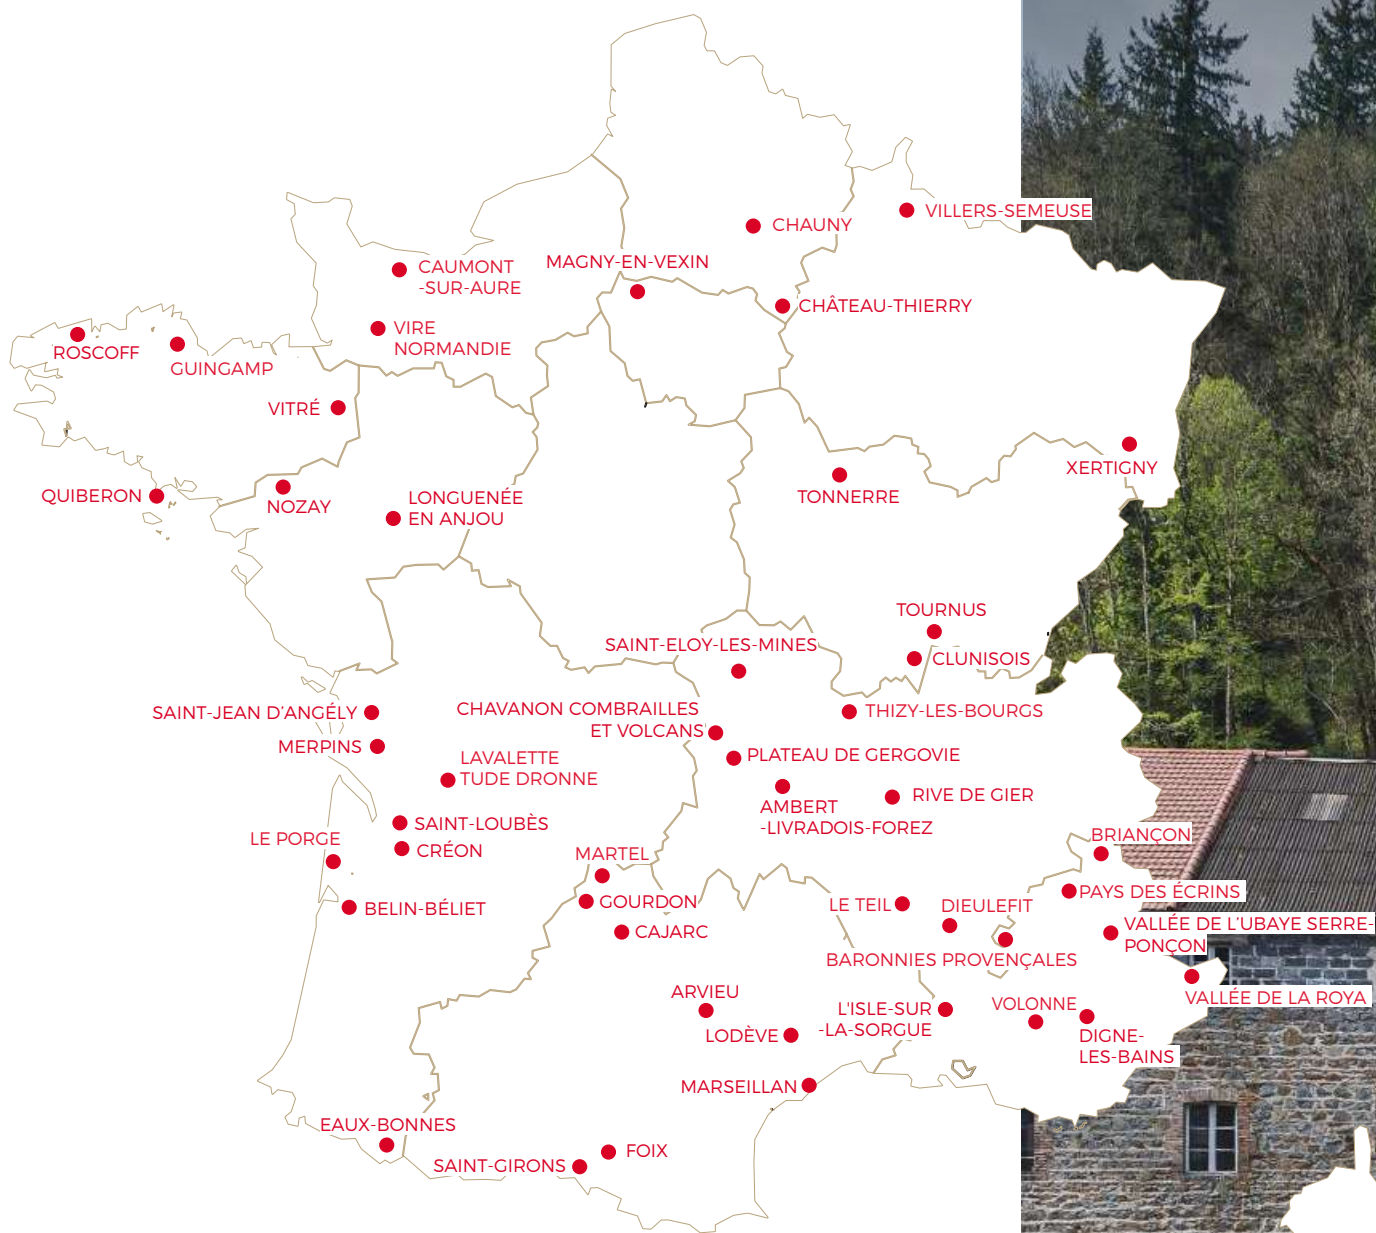 VILLERS-SEMEUSE
CHAUNY
MAGNY-EN-VEXIN
CAUMONT
-SUR-AURE
CHÂTEAU-THIERRY
VIRE
NORMANDIE
ROSCOFF
GUINGAMP
VITRÉ
XERTIGNY
TONNERRE
QUIBERON
NOZAY
LONGUENÉE
EN ANJOU
TOURNUS
SAINT-ELOY-LES-MINES
CLUNISOIS
SAINT-JEAN D'ANGÉLY
CHAVANON COMBRAILLES
ET VOLCANS
THIZY-LES-BOURGS
MERPINS
LAVALETTE
TUDE DRONNE
PLATEAU DE GERGOVIE
AMBERT
-LIVRADOIS-FOREZ
RIVE DE GIER
SAINT-LOUBÈS
LE PORGE
CRÉON
BRIANÇON
MARTEL
GOURDON
PAYS DES ÉCRINS
BELIN-BÉLIET
LE TEIL
DIEULEFIT
CAJARC
VALLÉE DE L'UBAYE SERRE-
PONÇON
BARONNIES PROVENÇALES
ARVIEU
VALLÉE DE LA ROYA
L'ISLE-SUR
-LA-SORGUE
VOLONNE
LODÈVE
DIGNE-
LES-BAINS
MARSEILLAN
EAUX-BONNES
FOIX
SAINT-GIRONS